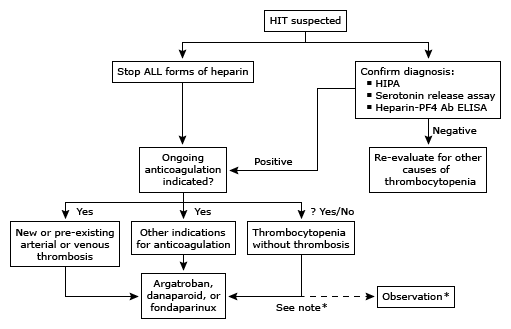 HIT suspected
Stop ALL forms of heparin
Confirm diagnosis:
▪ HIPA
▪ Serotonin release assay
▪ Heparin-PF4 Ab ELISA
Negative
Positive
Ongoing
anticoagulation
indicated?
Re-evaluate for other
causes of
thrombocytopenia
Yes
Yes
? Yes/No
New or pre-existing
arterial or venous
thrombosis
Other indications
for anticoagulation
Thrombocytopenia
without thrombosis
Argatroban,
danaparoid, or
fondaparinux
See note*
Observation*